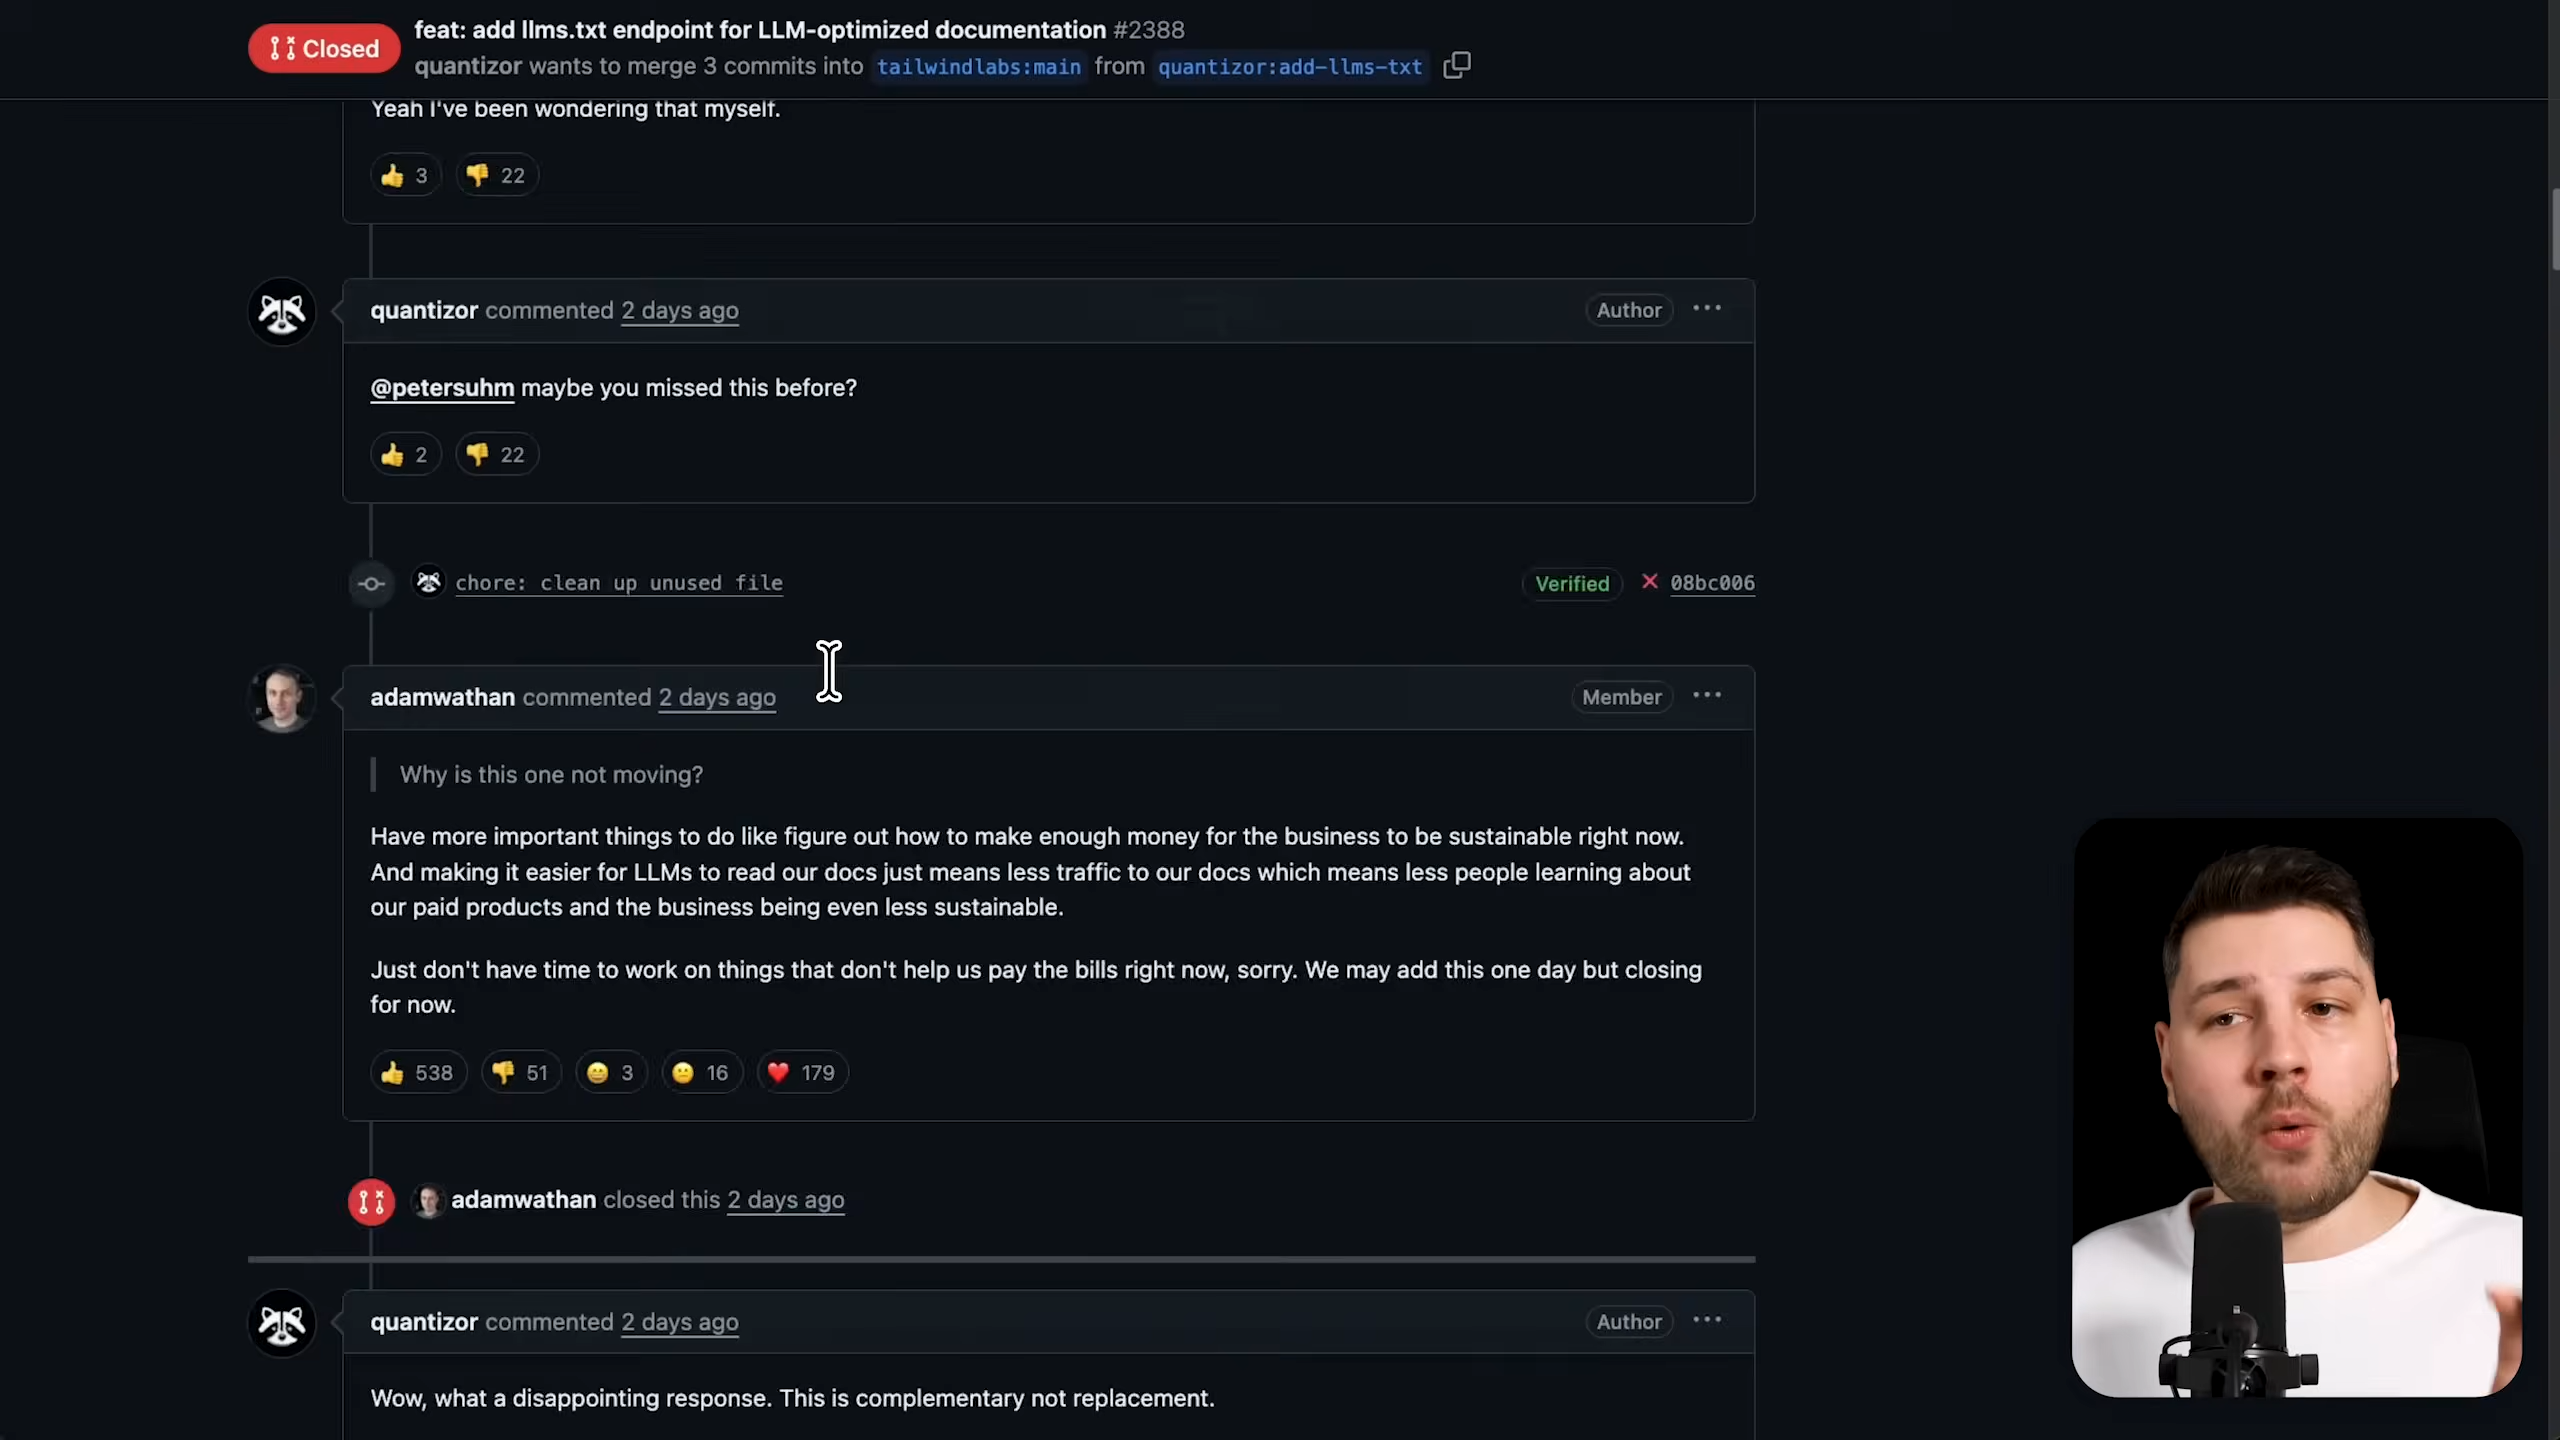 Closed
feat: add llms.txt endpoint for LLM-optimized documentation #2388
quantizor wants to merge 3 commits into tailwindlabs:main from quantizor:add-llms-txt
Yeah I've been wondering that myself.
👍 3 👎 22
quantizor commented 2 days ago
Author
@petersuhm maybe you missed this before?
👍 2 👎 22
chore: clean up unused file
Verified 08bc006
adamwathan commented 2 days ago
Member
Why is this one not moving?
Have more important things to do like figure out how to make enough money for the business to be sustainable right now.
And making it easier for LLMs to read our docs just means less traffic to our docs which means less people learning about
our paid products and the business being even less sustainable.
Just don't have time to work on things that don't help us pay the bills right now, sorry. We may add this one day but closing
for now.
👍 538 👎 51 😄 3 😕 16 ❤️ 179
adamwathan closed this 2 days ago
quantizor commented 2 days ago
Author
Wow, what a disappointing response. This is complementary not replacement.